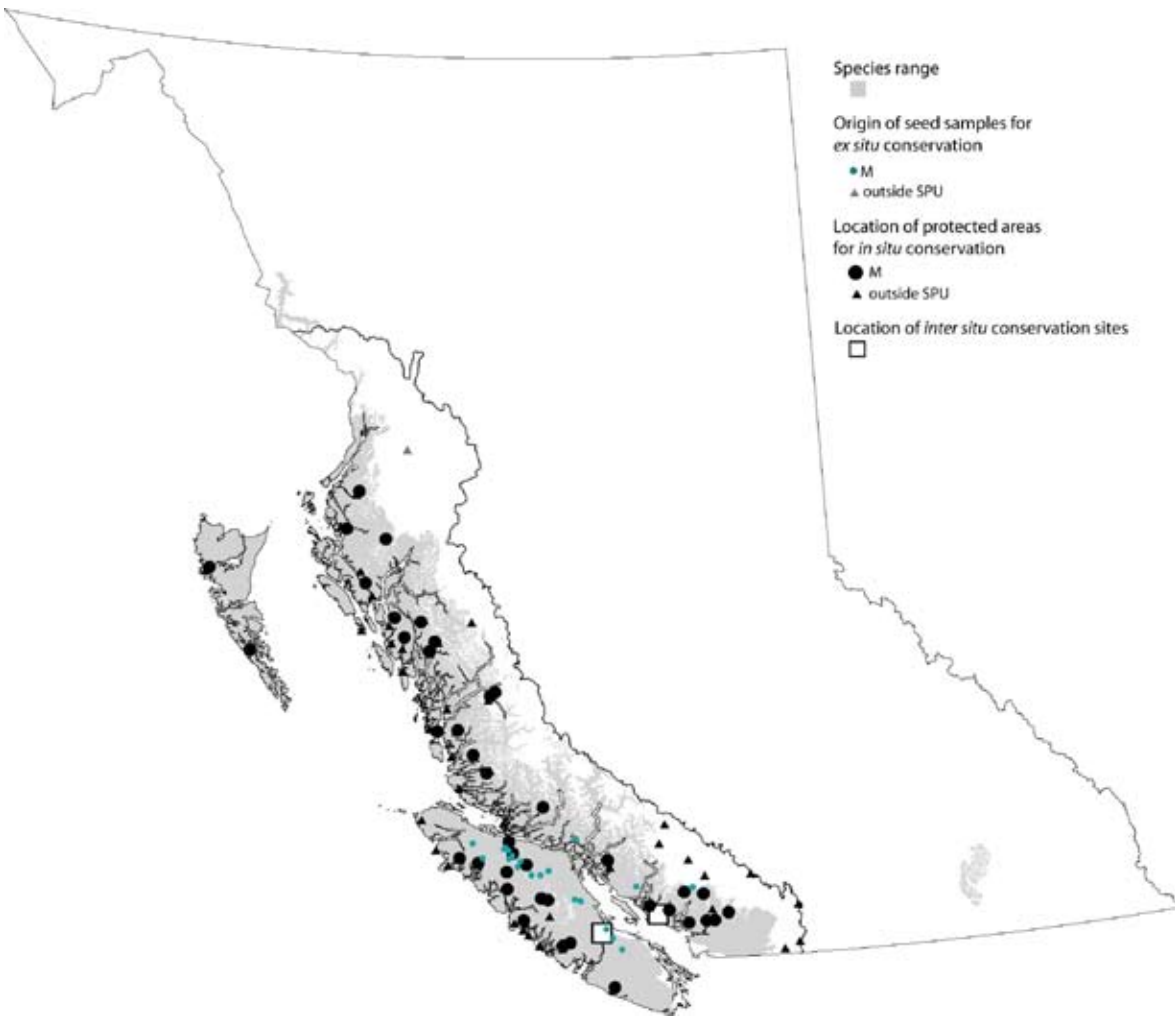 Species range
Origin of seed samples for
ex situ conservation
M
outside SPU
Location of protected areas
for in situ conservation
M
outside SPU
Location of inter situ conservation sites